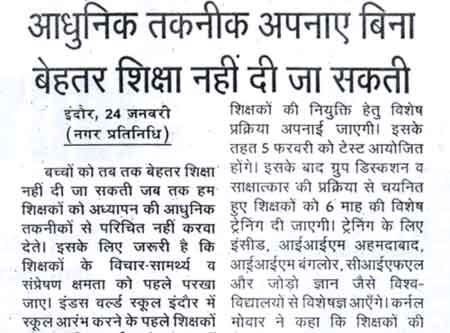 आधुनिक तकनीक अपनाए बिना
बेहतर शिक्षा नहीं दी जा सकती
इंदौर, 24 जनवरी
(नगर प्रतिनिधि)
बच्चों को तब तक बेहतर शिक्षा
नहीं दी जा सकती जब तक हम
शिक्षकों को अध्यापन की आधुनिक
तकनीकों से परिचित नहीं करवा
देते। इसके लिए जरूरी है कि
शिक्षकों के विचार-सामर्थ्य व
संप्रेषण क्षमता को पहले परखा
जाए। इंडस वर्ल्ड स्कूल इंदौर में
स्कूल आरंभ करने के पहले शिक्षकों
शिक्षकों की नियुक्ति हेतु विशेष
प्रक्रिया अपनाई जाएगी। इसके
तहत 5 फरवरी को टेस्ट आयोजित
होंगे। इसके बाद ग्रुप डिस्कशन व
साक्षात्कार की प्रक्रिया से चयनित
हुए शिक्षकों को 6 माह की विशेष
ट्रेनिंग दी जाएगी। ट्रेनिंग के लिए
इंसीड, आईआईएम अहमदाबाद,
आईआईएम बंगलोर, सीआईएफएल
और जोड़ो ज्ञान जैसे विश्व-
विद्यालयों से विशेषज्ञ आएँगे। कर्नल
गोवार ने कहा कि शिक्षकों की